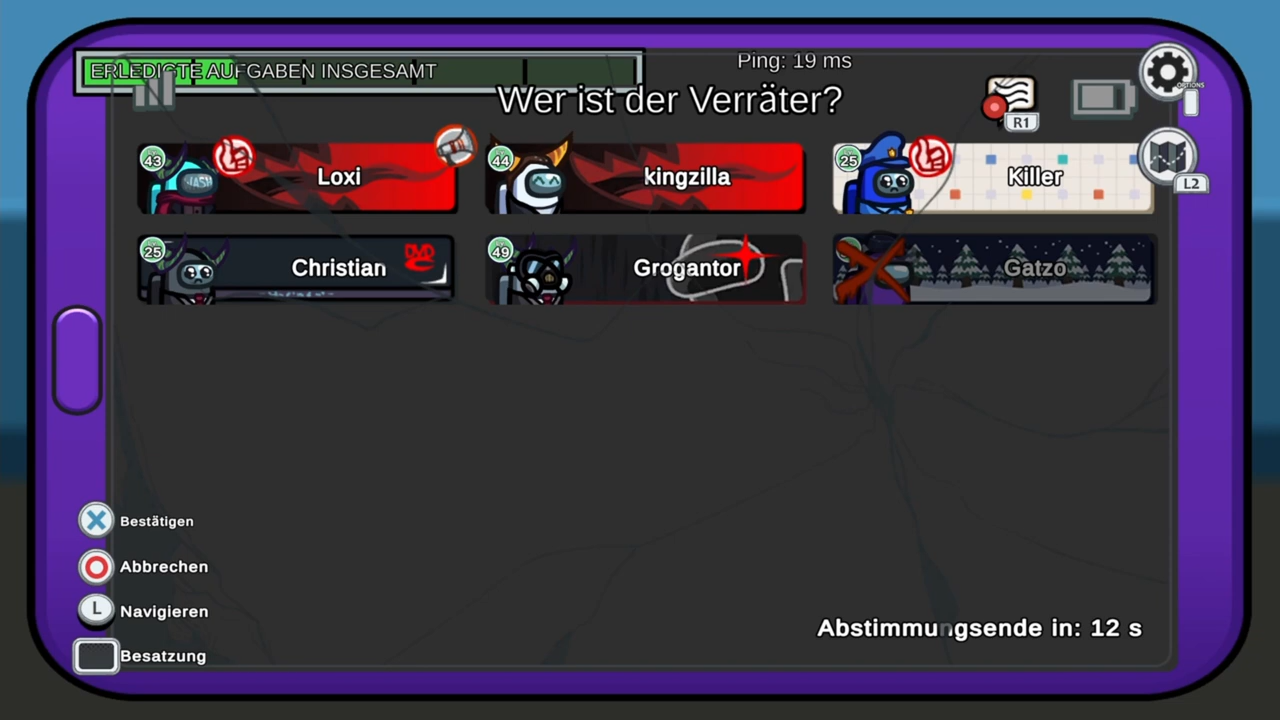 ERLEDIGTE AUFGABEN INSGESAMT
Ping: 19 ms
Wer ist der Verräter?
OPTIONS
R1
L2
43
Loxi
44
kingzilla
25
Killer
25
Christian
DVD
49
Grogantor
Gatzo
Bestätigen
Abbrechen
L
Navigieren
Besatzung
Abstimmungsende in: 12 s